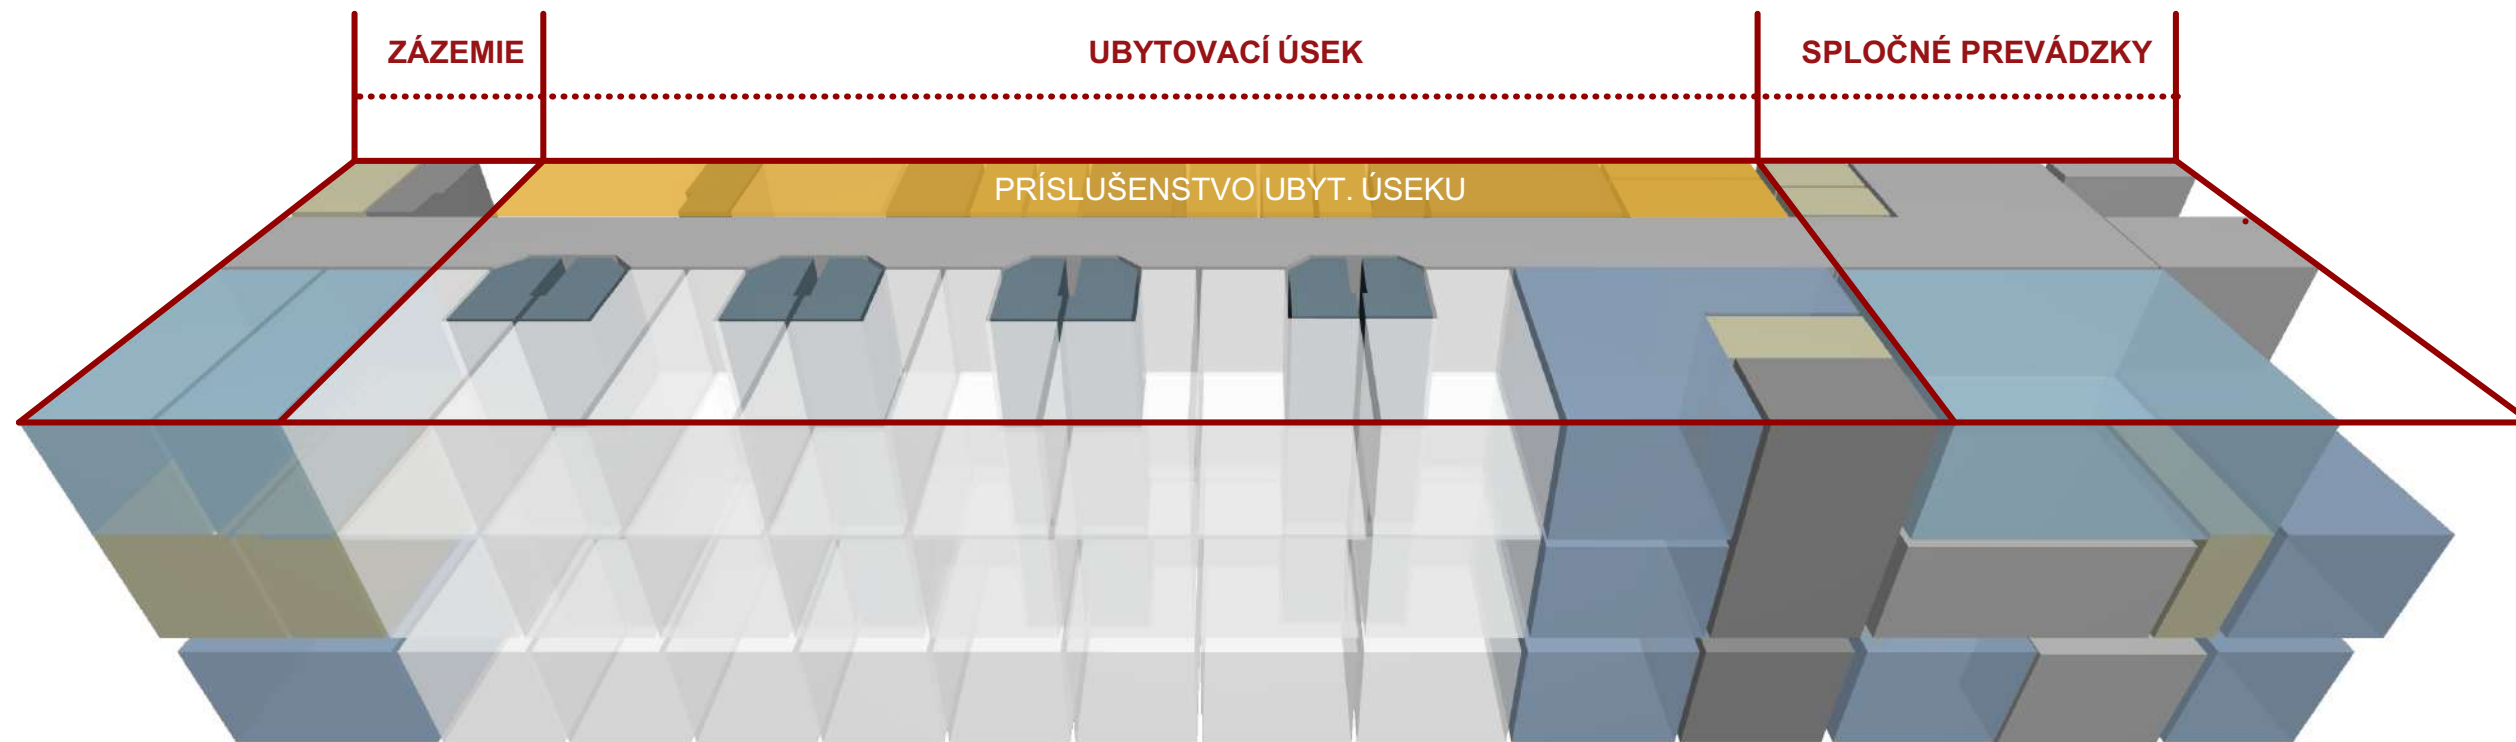 ZÁZEMIE
UBYTOVACÍ ÚSEK
SPLOČNÉ PREVÁDZKY
PRÍSLUŠENSTVO UBYT. ÚSEKU